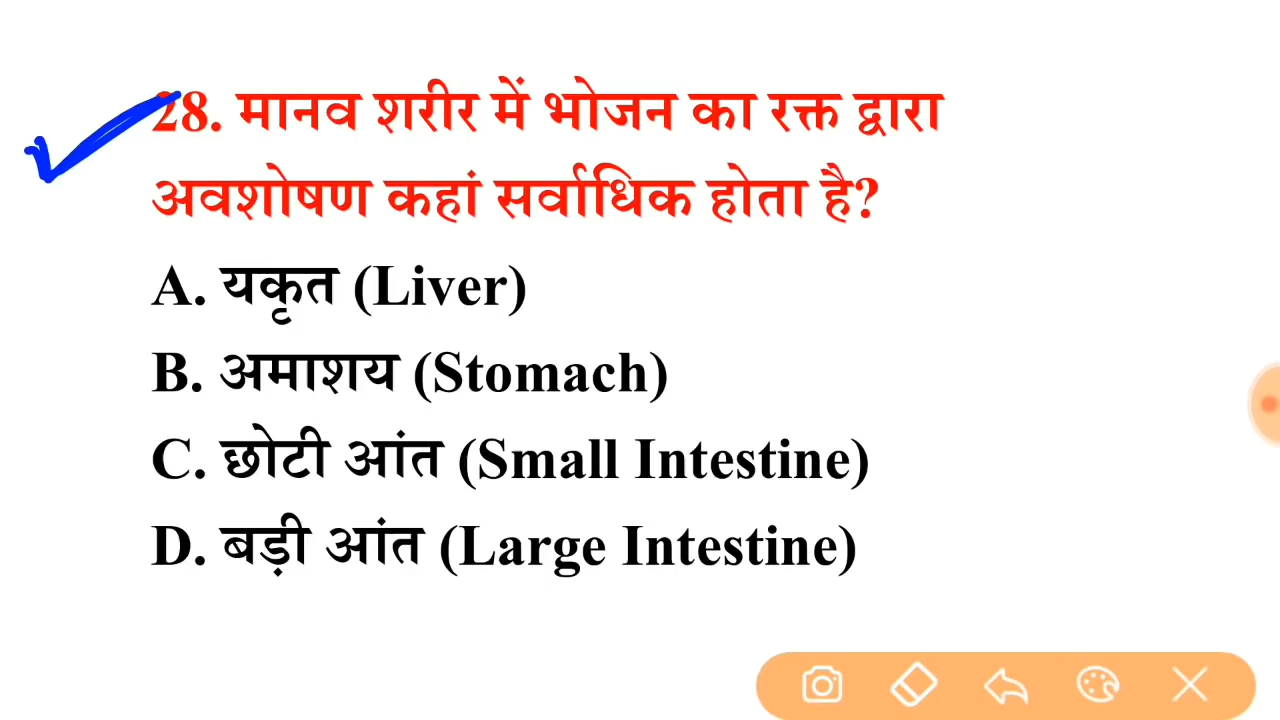 28. मानव शरीर में भोजन का रक्त द्वारा
अवशोषण कहां सर्वाधिक होता है?
A. यकृत (Liver)
B. अमाशय (Stomach)
C. छोटी आंत (Small Intestine)
D. बड़ी आंत (Large Intestine)